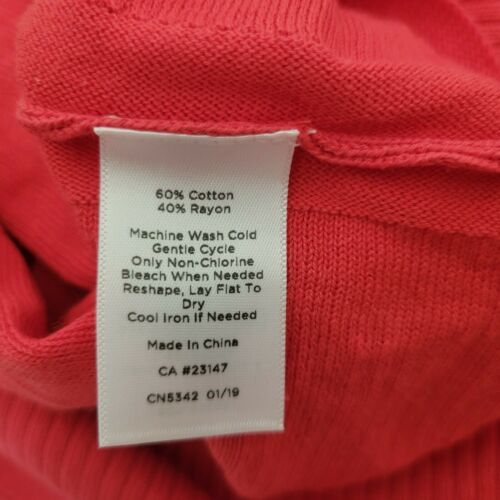 60% Cotton
40% Rayon
Machine Wash Cold
Gentle Cycle
Only Non-Chlorine
Bleach When Needed
Reshape, Lay Flat To
Dry
Cool Iron If Needed
Made In China
CA #23147
CN5342 01/19